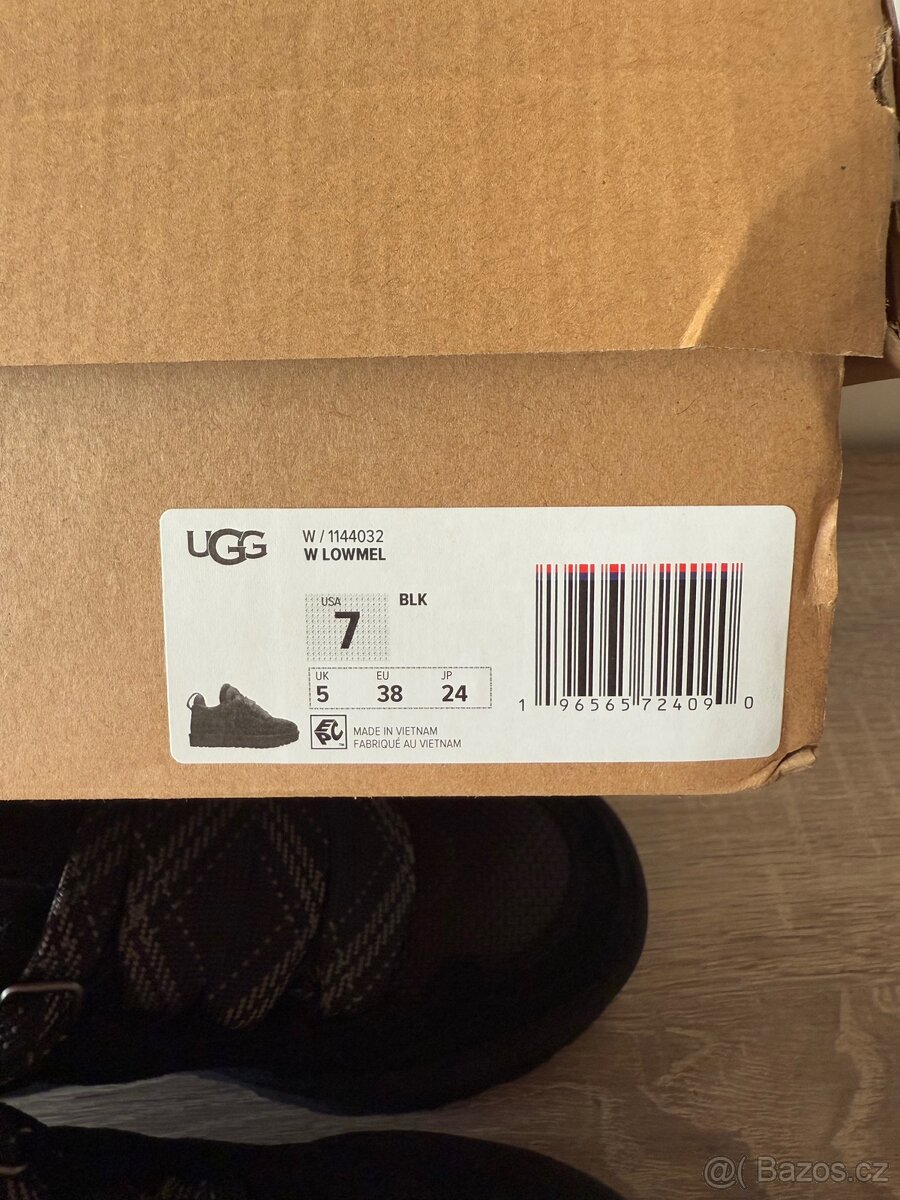 UGG
W / 1144032
W LOWMEL
USA
7
BLK
UK EU JP
5 38 24
EPC™
MADE IN VIETNAM
FABRIQUÉ AU VIETNAM
1 96565 72409 0
@( Bazos.cz